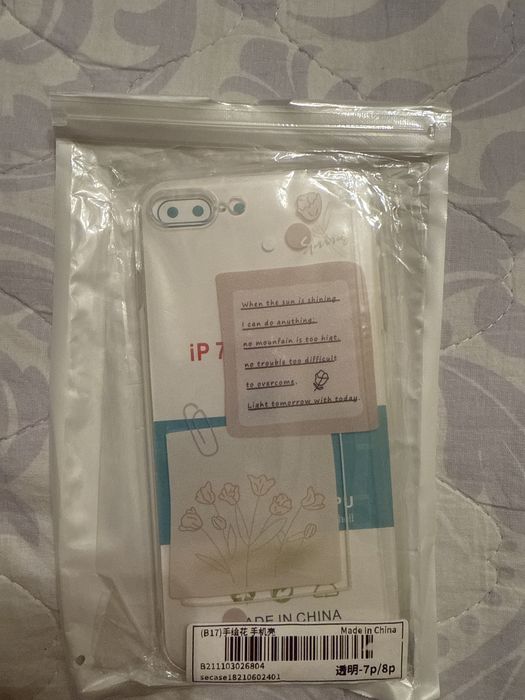 When the sun is shining
I can do anything;
no mountain is too high,
no trouble too difficult
to overcome.
Light tomorrow with today.
iP 7
PU
MADE IN CHINA
(B17)手绘花 手机壳 Made in China
B211103026804
secase18210602401 透明-7p/8p